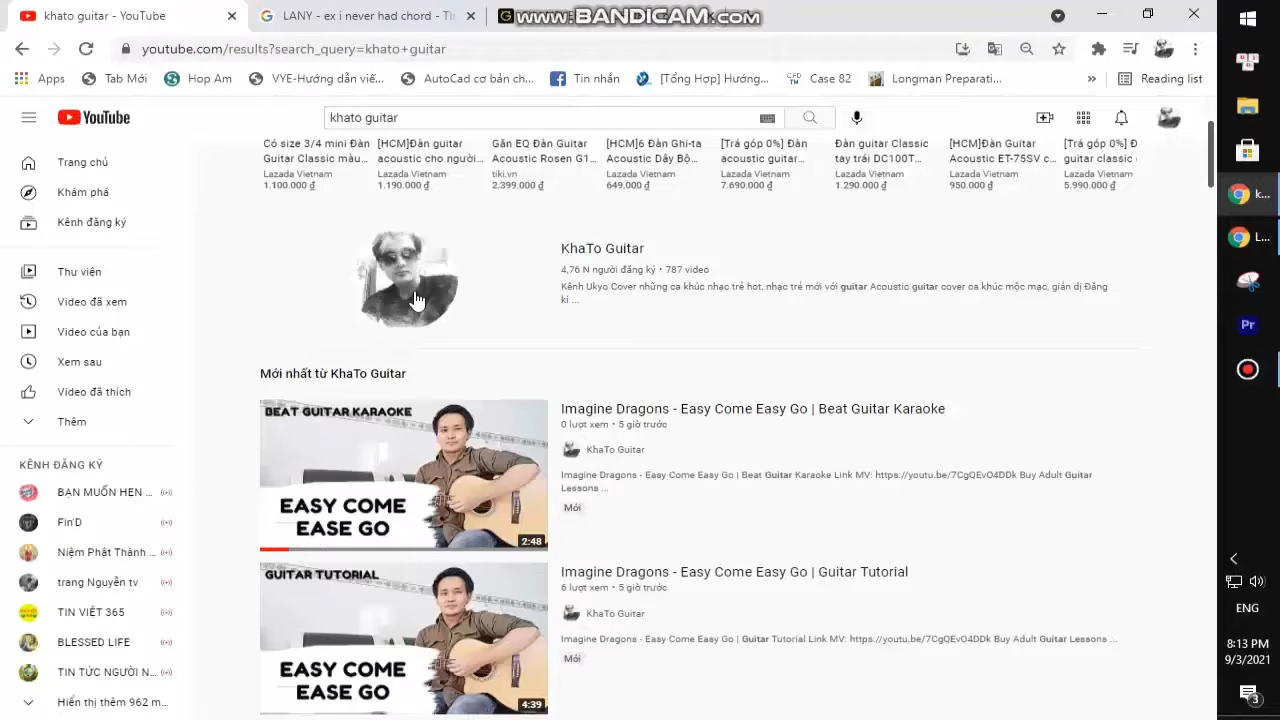 khato guitar - YouTube
LANY - ex i never had chord - Ti
www.BANDICAM.com
youtube.com/results?search_query=khato+guitar
Apps
Tab Mới
Hop Am
VYE-Hướng dẫn viế...
AutoCad cơ bản ch...
Tin nhắn
[Tổng Hợp] Hướng...
Case 82
Longman Preparati...
»
Reading list
YouTube
khato guitar
Có size 3/4 mini Đàn
Guitar Classic màu...
Lazada Vietnam
1.100.000 ₫
[HCM]Đàn guitar
acoustic cho người...
Lazada Vietnam
1.190.000 ₫
Gắn EQ Đàn Guitar
Acoustic Rosen G1...
tiki.vn
2.399.000 ₫
[HCM]6 Đàn Ghi-ta
Acoustic Dây Bộ...
Lazada Vietnam
649.000 ₫
[Trả góp 0%] Đàn
acoustic guitar...
Lazada Vietnam
7.690.000 ₫
Đàn guitar Classic
tay trái DC100T...
Lazada Vietnam
1.290.000 ₫
[HCM]Đàn Guitar
Acoustic ET-75SV c...
Lazada Vietnam
950.000 ₫
[Trả góp 0%] Đàn
guitar classic
Lazada Vietnam
5.990.000 ₫
Trang chủ
Khám phá
Kênh đăng ký
Thư viện
Video đã xem
Video của bạn
Xem sau
Video đã thích
Thêm
KÊNH ĐĂNG KÝ
BẠN MUỐN HẸN ...
Fin'D
Niệm Phật Thành ...
trang Nguyễn tv
TIN VIỆT 365
BLESSED LIFE
TIN TỨC NGƯỜI N...
Hiển thị thêm 962 m...
KhaTo Guitar
4,76 N người đăng ký • 787 video
Kênh Ukyo Cover những ca khúc nhạc trẻ hot, nhạc trẻ mới với guitar Acoustic guitar cover ca khúc mộc mạc, giản dị Đăng
kí ...
Mới nhất từ KhaTo Guitar
BEAT GUITAR KARAOKE
EASY COME
EASE GO
2:48
Imagine Dragons - Easy Come Easy Go | Beat Guitar Karaoke
0 lượt xem • 5 giờ trước
KhaTo Guitar
Imagine Dragons - Easy Come Easy Go | Beat Guitar Karaoke Link MV: https://youtu.be/7CgQEvO4DDk Buy Adult Guitar
Lessons ...
Mới
GUITAR TUTORIAL
EASY COME
EASE GO
4:39
Imagine Dragons - Easy Come Easy Go | Guitar Tutorial
6 lượt xem • 5 giờ trước
KhaTo Guitar
Imagine Dragons - Easy Come Easy Go | Guitar Tutorial Link MV: https://youtu.be/7CgQEvO4DDk Buy Adult Guitar Lessons ...
Mới
k...
L...
Pr
ENG
8:13 PM
9/3/2021
3